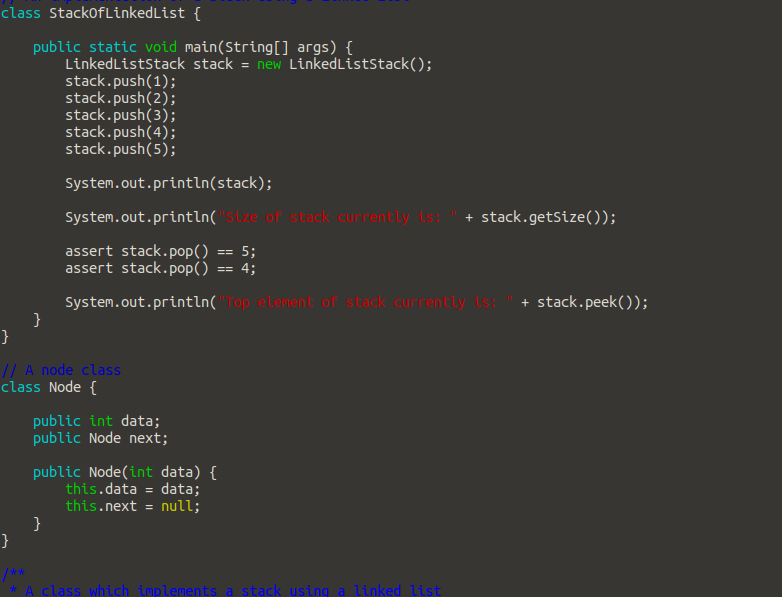 class StackOfLinkedList {
public static void main(String[] args) {
LinkedListStack stack = new LinkedListStack();
stack.push(1);
stack.push(2);
stack.push(3);
stack.push(4);
stack.push(5);
System.out.println(stack);
System.out.println("Size of stack currently is: " + stack.getSize());
assert stack.pop() == 5;
assert stack.pop() == 4;
System.out.println("Top element of stack currently is: " + stack.peek());
}
}
// A node class
class Node {
public int data;
public Node next;
public Node(int data) {
this.data = data;
this.next = null;
}
}
/**
* A class which implements a stack using a linked list